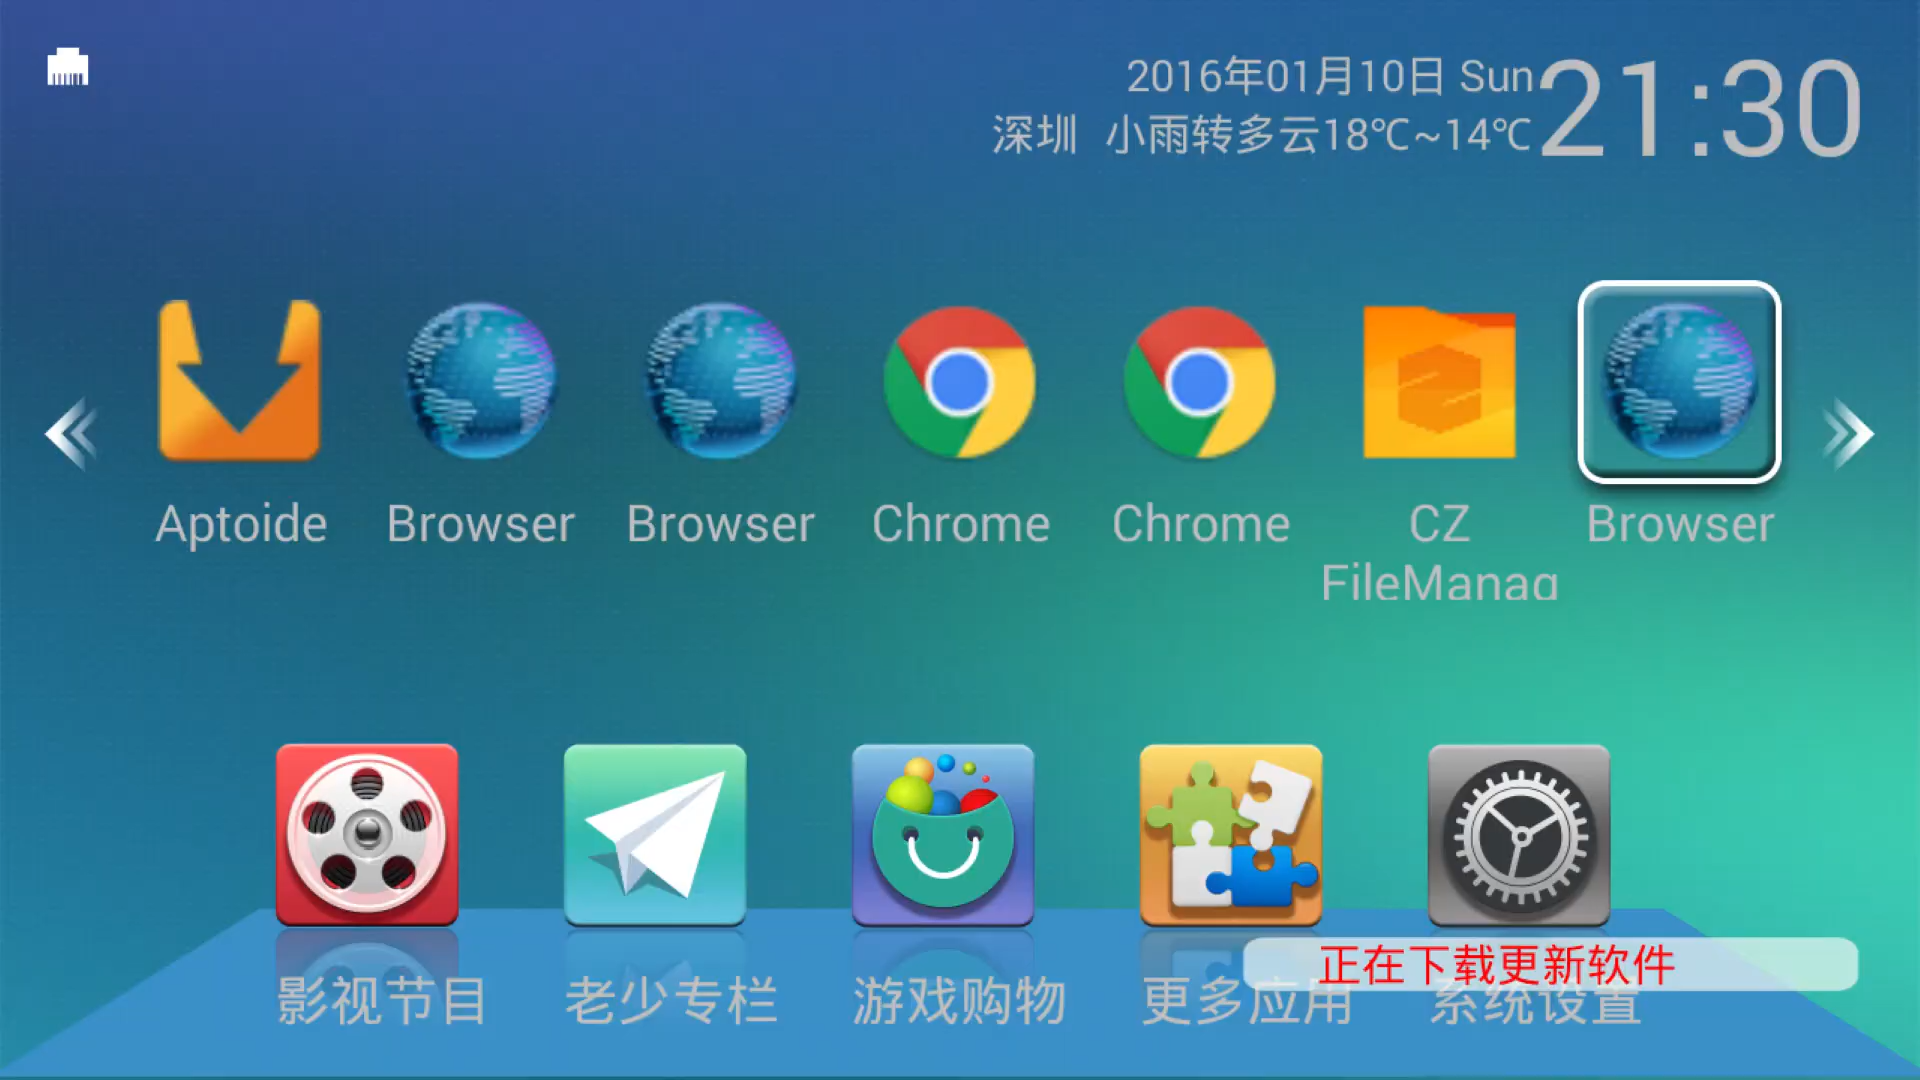 2016年01月10日 Sun
21:30
深圳 小雨转多云18℃~14℃
Aptoide
Browser
Browser
Chrome
Chrome
CZ
FileManag
Browser
影视节目
老少专栏
游戏购物
更多应用
系统设置
正在下载更新软件